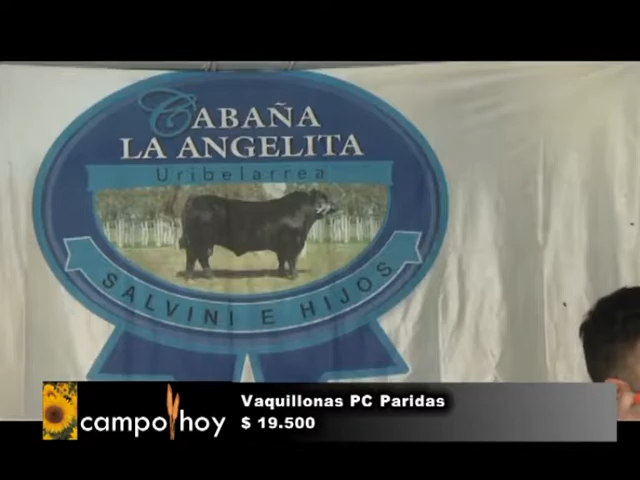 CABAÑA
LA ANGELITA
Uribelarrea
SALVINI E HIJOS
campo hoy
Vaquillonas PC Paridas
$ 19.500